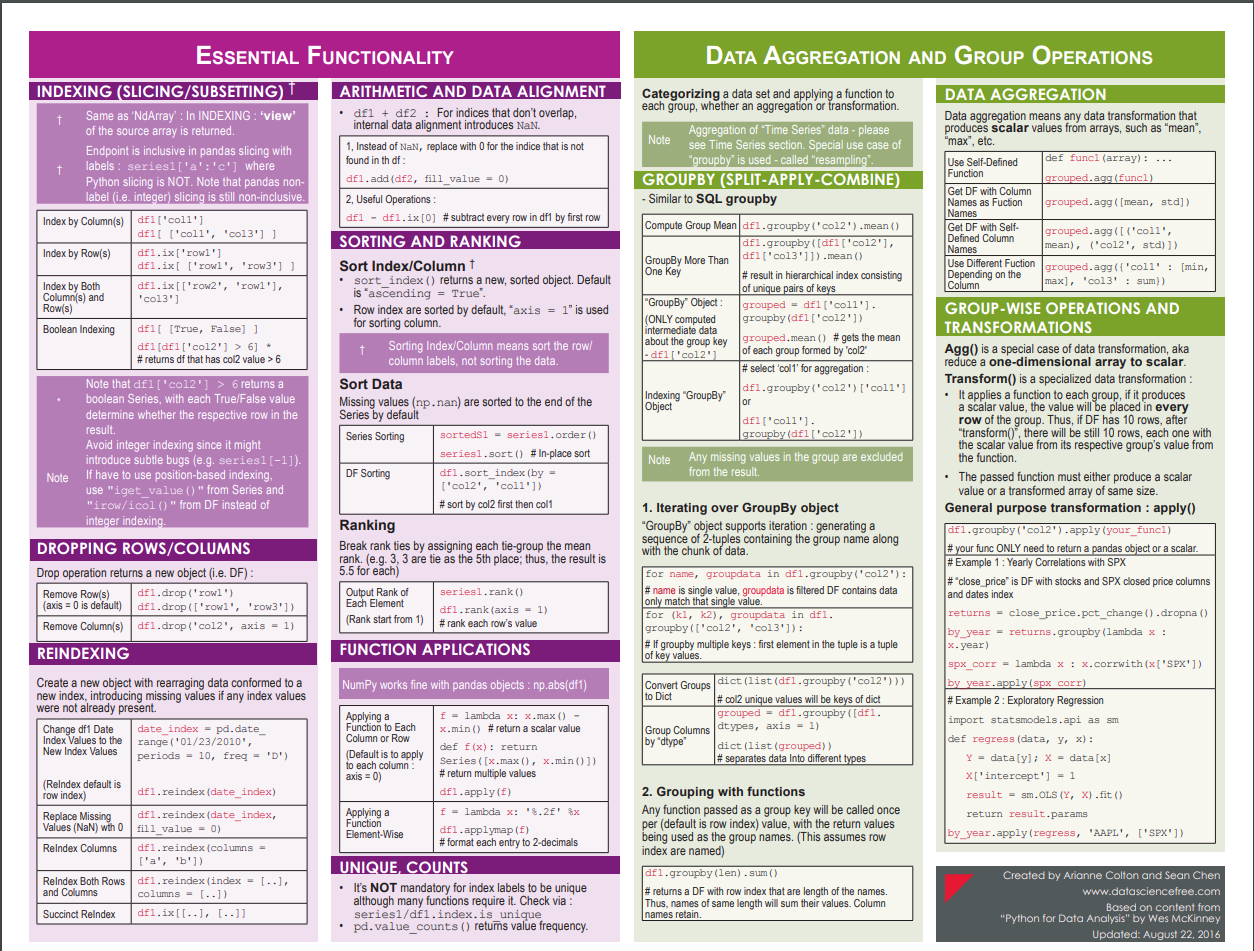 ESSENTIAL FUNCTIONALITY
INDEXING (SLICING/SUBSETTING) †
† Same as 'NdArray' : In INDEXING : 'view'
of the source array is returned.
† Endpoint is inclusive in pandas slicing with
labels : series1['a':'c'] where
Python slicing is NOT. Note that pandas non-
label (i.e. integer) slicing is still non-inclusive.
Index by Column(s)
df1['col1']
df1[ ['col1', 'col3'] ]
Index by Row(s)
df1.ix['row1']
df1.ix[ ['row1', 'row3'] ]
Index by Both
Column(s) and
Row(s)
df1.ix[['row2', 'row1'],
'col3']
Boolean Indexing
df1[ [True, False] ]
df1[df1['col2'] > 6] *
# returns df that has col2 value > 6
* Note that df1['col2'] > 6 returns a
boolean Series, with each True/False value
determine whether the respective row in the
result.
Note
Avoid integer indexing since it might
introduce subtle bugs (e.g. series1[-1]).
If have to use position-based indexing,
use "iget_value()" from Series and
"irow/icol()" from DF instead of
integer indexing.
DROPPING ROWS/COLUMNS
Drop operation returns a new object (i.e. DF) :
Remove Row(s)
(axis = 0 is default)
df1.drop('row1')
df1.drop(['row1', 'row3'])
Remove Column(s)
df1.drop('col2', axis = 1)
REINDEXING
Create a new object with rearraging data conformed to a
new index, introducing missing values if any index values
were not already present.
Change df1 Date
Index Values to the
New Index Values
(ReIndex default is
row index)
date_index = pd.date_
range('01/23/2010',
periods = 10, freq = 'D')
df1.reindex(date_index)
Replace Missing
Values (NaN) wth 0
df1.reindex(date_index,
fill_value = 0)
ReIndex Columns
df1.reindex(columns =
['a', 'b'])
ReIndex Both Rows
and Columns
df1.reindex(index = [..],
columns = [..])
Succinct ReIndex
df1.ix[[..], [..]]
ARITHMETIC AND DATA ALIGNMENT
• df1 + df2 : For indices that don't overlap,
internal data alignment introduces NaN.
1, Instead of NaN, replace with 0 for the indice that is not
found in th df :
df1.add(df2, fill_value = 0)
2, Useful Operations :
df1 - df1.ix[0] # subtract every row in df1 by first row
SORTING AND RANKING
Sort Index/Column †
• sort_index() returns a new, sorted object. Default
is "ascending = True".
• Row index are sorted by default, "axis = 1" is used
for sorting column.
† Sorting Index/Column means sort the row/
column labels, not sorting the data.
Sort Data
Missing values (np.nan) are sorted to the end of the
Series by default
Series Sorting
sortedS1 = series1.order()
series1.sort() # In-place sort
DF Sorting
df1.sort_index(by =
['col2', 'col1'])
# sort by col2 first then col1
Ranking
Break rank ties by assigning each tie-group the mean
rank. (e.g. 3, 3 are tie as the 5th place; thus, the result is
5.5 for each)
Output Rank of
Each Element
(Rank start from 1)
series1.rank()
df1.rank(axis = 1)
# rank each row's value
FUNCTION APPLICATIONS
NumPy works fine with pandas objects : np.abs(df1)
Applying a
Function to Each
Column or Row
(Default is to apply
to each column :
axis = 0)
f = lambda x: x.max() -
x.min() # return a scalar value
def f(x): return
Series([x.max(), x.min()])
# return multiple values
df1.apply(f)
Applying a
Function
Element-Wise
f = lambda x: '%.2f' %x
df1.applymap(f)
# format each entry to 2-decimals
UNIQUE, COUNTS
• It's NOT mandatory for index labels to be unique
although many functions require it. Check via :
series1/df1.index.is_unique
• pd.value_counts() returns value frequency.
DATA AGGREGATION AND GROUP OPERATIONS
Categorizing a data set and applying a function to
each group, whether an aggregation or transformation.
Note
Aggregation of "Time Series" data - please
see Time Series section. Special use case of
"groupby" is used - called "resampling".
GROUPBY (SPLIT-APPLY-COMBINE)
- Similar to SQL groupby
Compute Group Mean
df1.groupby('col2').mean()
GroupBy More Than
One Key
df1.groupby([df1['col2'],
df1['col3']]).mean()
# result in hierarchical index consisting
of unique pairs of keys
"GroupBy" Object :
(ONLY computed
intermediate data
about the group key
- df1['col2']
grouped = df1['col1'].
groupby(df1['col2'])
grouped.mean() # gets the mean
of each group formed by 'col2'
Indexing "GroupBy"
Object
# select 'col1' for aggregation :
df1.groupby('col2')['col1']
or
df1['col1'].
groupby(df1['col2'])
Note
Any missing values in the group are excluded
from the result.
1. Iterating over GroupBy object
"GroupBy" object supports iteration : generating a
sequence of 2-tuples containing the group name along
with the chunk of data.
for name, groupdata in df1.groupby('col2'):
# name is single value, groupdata is filtered DF contains data
only match that single value.
for (k1, k2), groupdata in df1.
groupby(['col2', 'col3']):
# If groupby multiple keys : first element in the tuple is a tuple
of key values.
Convert Groups
to Dict
dict(list(df1.groupby('col2')))
# col2 unique values will be keys of dict
Group Columns
by "dtype"
grouped = df1.groupby([df1.
dtypes, axis = 1)
dict(list(grouped))
# separates data Into different types
2. Grouping with functions
Any function passed as a group key will be called once
per (default is row index) value, with the return values
being used as the group names. (This assumes row
index are named)
df1.groupby(len).sum()
# returns a DF with row index that are length of the names.
Thus, names of same length will sum their values. Column
names retain.
DATA AGGREGATION
Data aggregation means any data transformation that
produces scalar values from arrays, such as "mean",
"max", etc.
Use Self-Defined
Function
def func1(array): ...
grouped.agg(func1)
Get DF with Column
Names as Fuction
Names
grouped.agg([mean, std])
Get DF with Self-
Defined Column
Names
grouped.agg([('col1',
mean), ('col2', std)])
Use Different Fuction
Depending on the
Column
grouped.agg({'col1' : [min,
max], 'col3' : sum})
GROUP-WISE OPERATIONS AND
TRANSFORMATIONS
Agg() is a special case of data transformation, aka
reduce a one-dimensional array to scalar.
Transform() is a specialized data transformation :
• It applies a function to each group, if it produces
a scalar value, the value will be placed in every
row of the group. Thus, if DF has 10 rows, after
"transform()", there will be still 10 rows, each one with
the scalar value from its respective group's value from
the function.
• The passed function must either produce a scalar
value or a transformed array of same size.
General purpose transformation : apply()
df1.groupby('col2').apply(your_func1)
# your func ONLY need to return a pandas object or a scalar.
# Example 1 : Yearly Correlations with SPX
# "close_price" is DF with stocks and SPX closed price columns
and dates index
returns = close_price.pct_change().dropna()
by_year = returns.groupby(lambda x :
x.year)
spx_corr = lambda x : x.corrwith(x['SPX'])
by_year.apply(spx_corr)
# Example 2 : Exploratory Regression
import statsmodels.api as sm
def regress(data, y, x):
Y = data[y]; X = data[x]
X['intercept'] = 1
result = sm.OLS(Y, X).fit()
return result.params
by_year.apply(regress, 'AAPL', ['SPX'])
Created by Arianne Colton and Sean Chen
www.datasciencefree.com
Based on content from
"Python for Data Analysis" by Wes McKinney
Updated: August 22, 2016